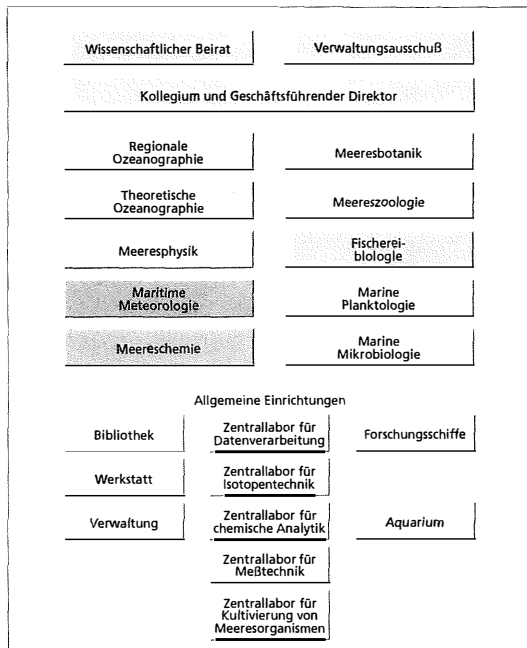 Wissenschaftlicher Beirat
Verwaltungsausschuß
Kollegium und Geschäftsführender Direktor
Regionale
Ozeanographie
Meeresbotanik
Theoretische
Ozeanographie
Meereszoologie
Meeresphysik
Fischerei-
biologie
Maritime
Meteorologie
Marine
Planktologie
Meereschemie
Marine
Mikrobiologie
Allgemeine Einrichtungen
Bibliothek
Zentrallabor für
Datenverarbeitung
Forschungsschiffe
Werkstatt
Zentrallabor für
Isotopentechnik
Verwaltung
Zentrallabor für
chemische Analytik
Aquarium
Zentrallabor für
Meßtechnik
Zentrallabor für
Kultivierung von
Meeresorganismen